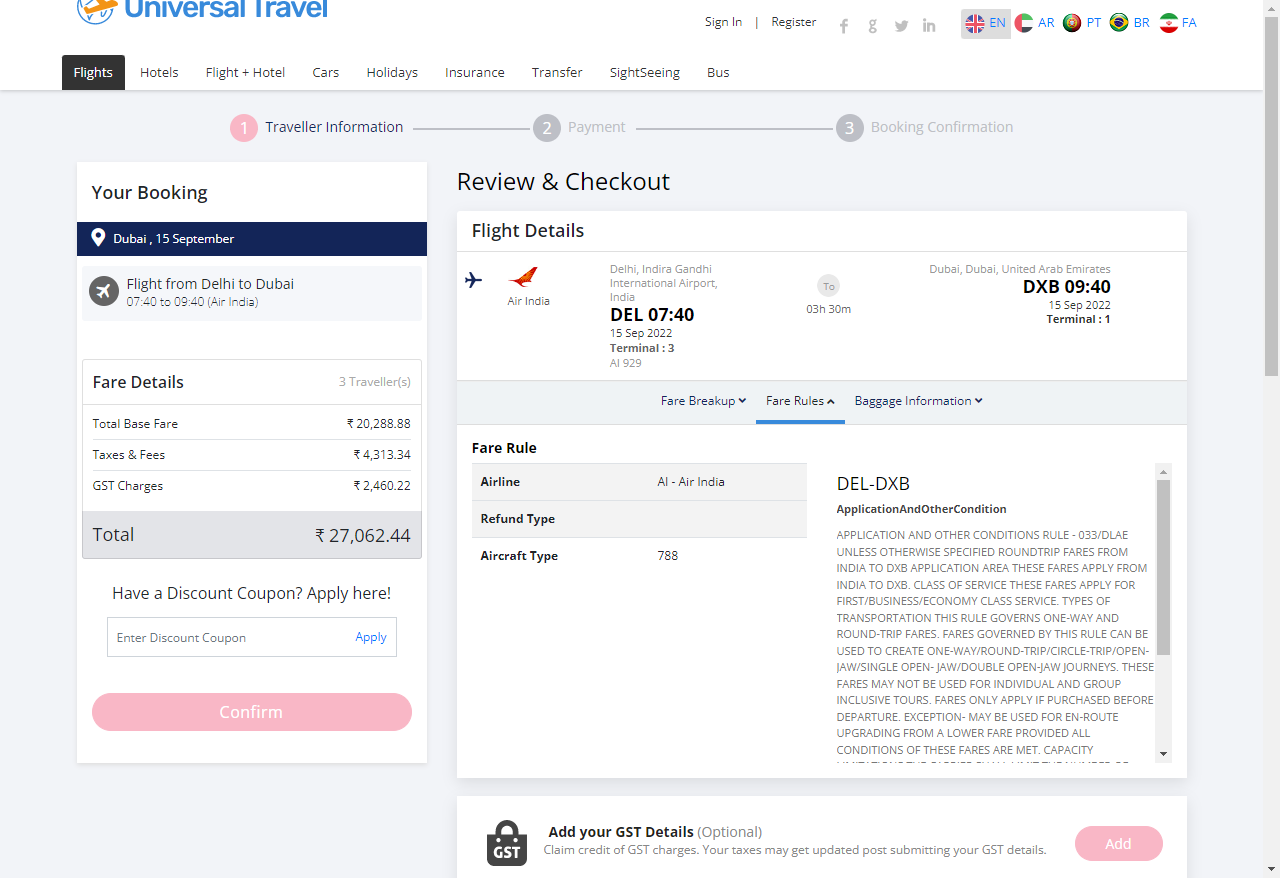 Universal Travel
Sign In | Register
EN AR PT BR FA
Flights Hotels Flight + Hotel Cars Holidays Insurance Transfer SightSeeing Bus
1 Traveller Information 2 Payment 3 Booking Confirmation
Your Booking
Dubai , 15 September
Flight from Delhi to Dubai
07:40 to 09:40 (Air India)
Fare Details 3 Traveller(s)
Total Base Fare ₹ 20,288.88
Taxes & Fees ₹ 4,313.34
GST Charges ₹ 2,460.22
Total ₹ 27,062.44
Have a Discount Coupon? Apply here!
Enter Discount Coupon Apply
Confirm
Review & Checkout
Flight Details
Air India
Delhi, Indira Gandhi
International Airport,
India
DEL 07:40
15 Sep 2022
Terminal : 3
AI 929
To
03h 30m
Dubai, Dubai, United Arab Emirates
DXB 09:40
15 Sep 2022
Terminal : 1
Fare Breakup Fare Rules Baggage Information
Fare Rule
Airline AI - Air India
Refund Type
Aircraft Type 788
DEL-DXB
ApplicationAndOtherCondition
APPLICATION AND OTHER CONDITIONS RULE - 033/DLAE
UNLESS OTHERWISE SPECIFIED ROUNDTRIP FARES FROM
INDIA TO DXB APPLICATION AREA THESE FARES APPLY FROM
INDIA TO DXB. CLASS OF SERVICE THESE FARES APPLY FOR
FIRST/BUSINESS/ECONOMY CLASS SERVICE. TYPES OF
TRANSPORTATION THIS RULE GOVERNS ONE-WAY AND
ROUND-TRIP FARES. FARES GOVERNED BY THIS RULE CAN BE
USED TO CREATE ONE-WAY/ROUND-TRIP/CIRCLE-TRIP/OPEN-
JAW/SINGLE OPEN- JAW/DOUBLE OPEN-JAW JOURNEYS. THESE
FARES MAY NOT BE USED FOR INDIVIDUAL AND GROUP
INCLUSIVE TOURS. FARES ONLY APPLY IF PURCHASED BEFORE
DEPARTURE. EXCEPTION- MAY BE USED FOR EN-ROUTE
UPGRADING FROM A LOWER FARE PROVIDED ALL
CONDITIONS OF THESE FARES ARE MET. CAPACITY
GST
Add your GST Details (Optional)
Claim credit of GST charges. Your taxes may get updated post submitting your GST details.
Add